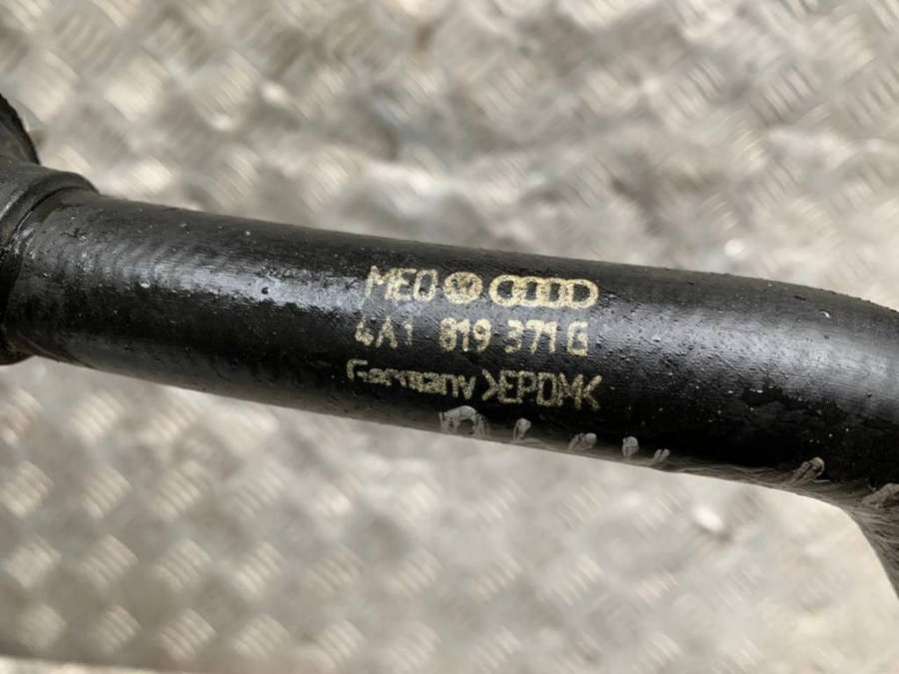 MEO
4A1 819 371 G
Germany >EPDM<